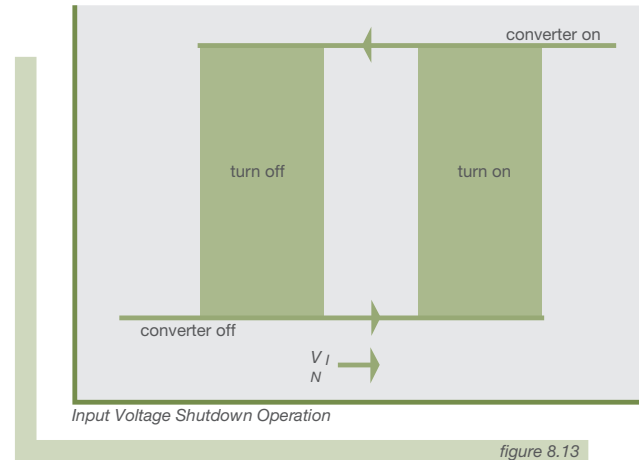 converter on
turn off
turn on
converter off
V I
N
Input Voltage Shutdown Operation
figure 8.13